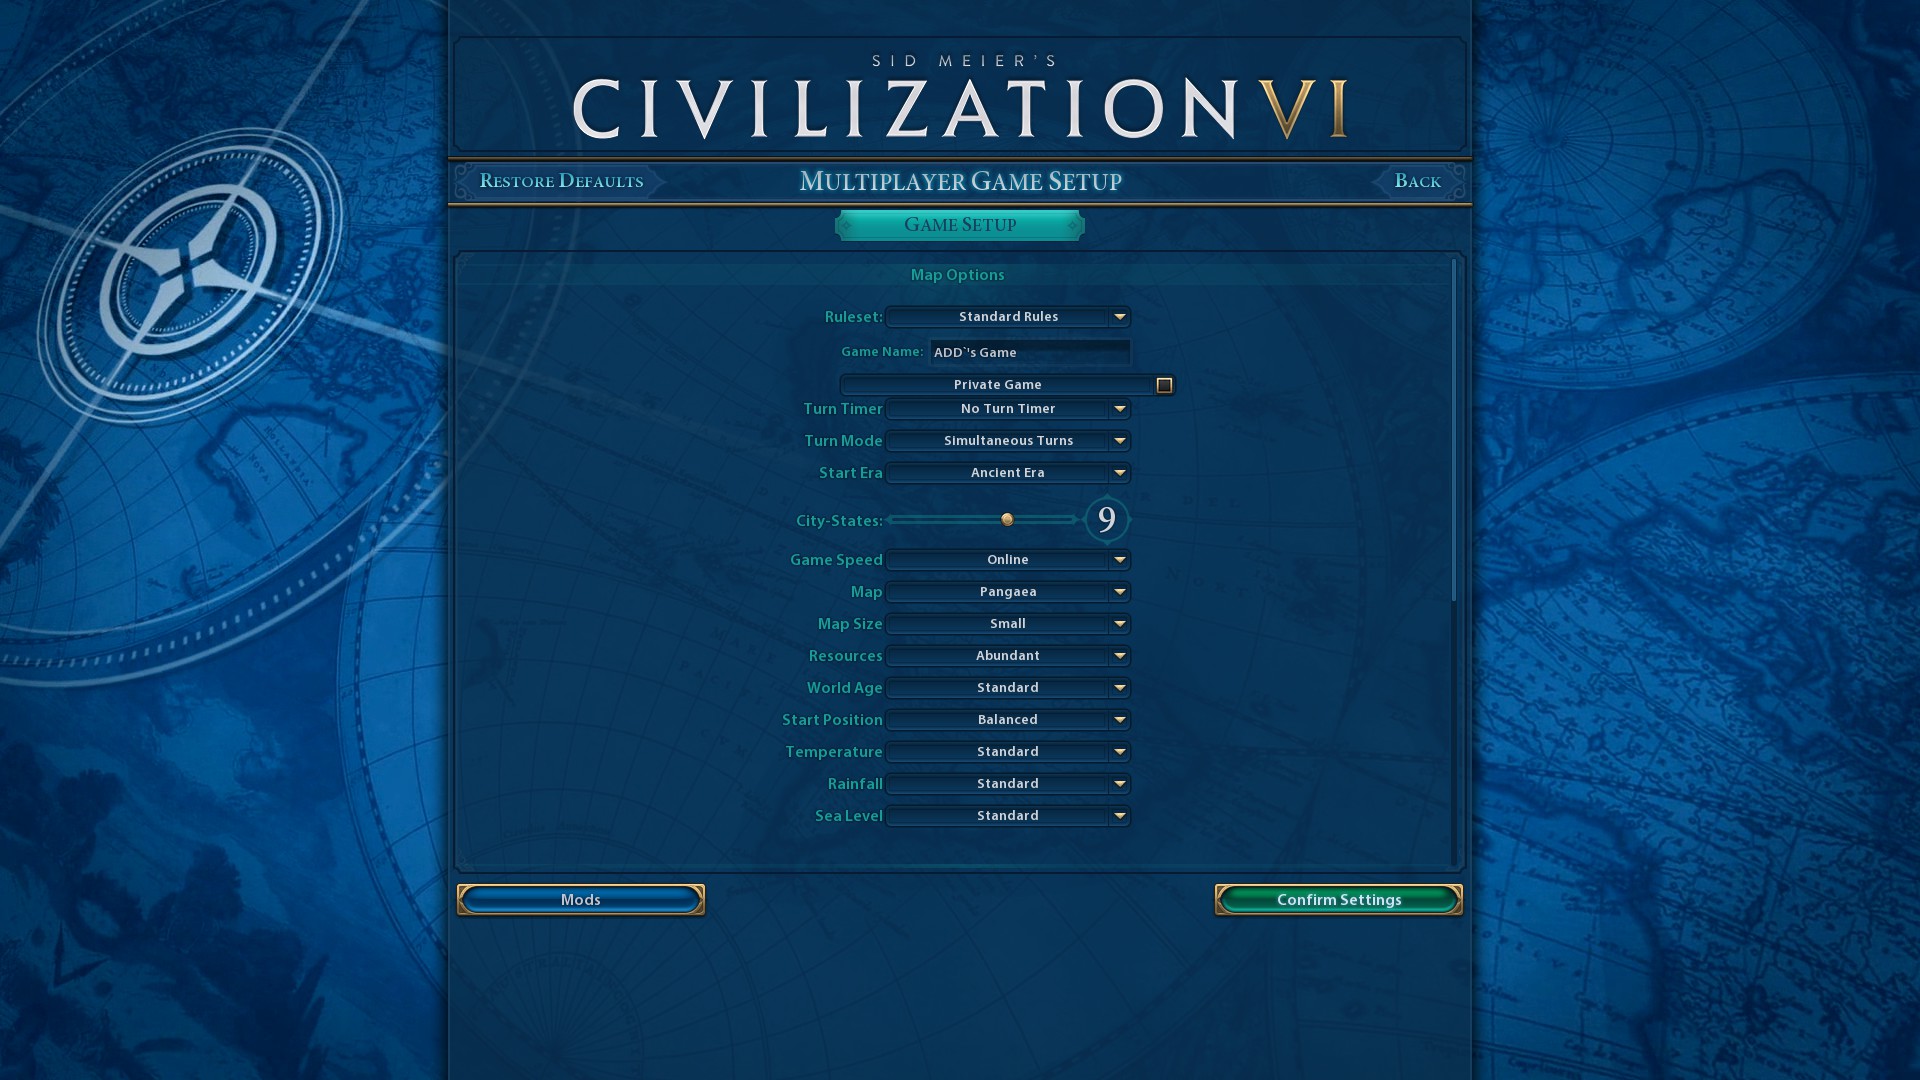 SID MEIER'S
CIVILIZATION VI
RESTORE DEFAULTS
MULTIPLAYER GAME SETUP
BACK
GAME SETUP
Map Options
Ruleset: Standard Rules
Game Name: ADD`'s Game
Private Game
Turn Timer No Turn Timer
Turn Mode Simultaneous Turns
Start Era Ancient Era
City-States: 9
Game Speed Online
Map Pangaea
Map Size Small
Resources Abundant
World Age Standard
Start Position Balanced
Temperature Standard
Rainfall Standard
Sea Level Standard
Mods
Confirm Settings